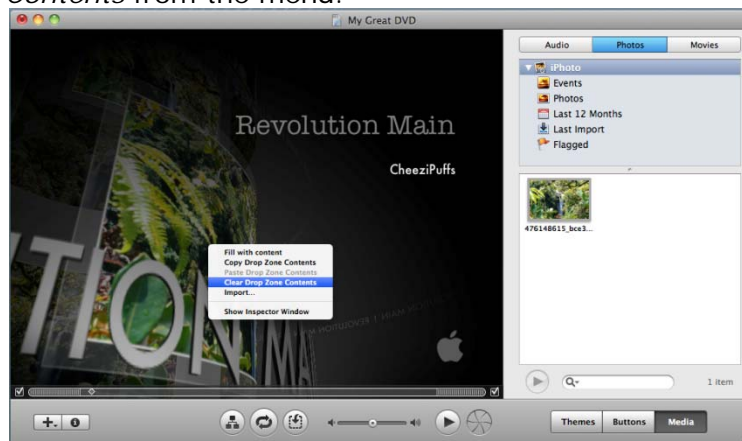 Contents from the menu.
My Great DVD
Audio Photos Movies
iPhoto
Events
Photos
Last 12 Months
Last Import
Flagged
Revolution Main
CheeziPuffs
476148615_bce3...
Fill with content
Copy Drop Zone Contents
Paste Drop Zone Contents
Clear Drop Zone Contents
Import...
Show Inspector Window
TION MA
1 item
Themes Buttons Media